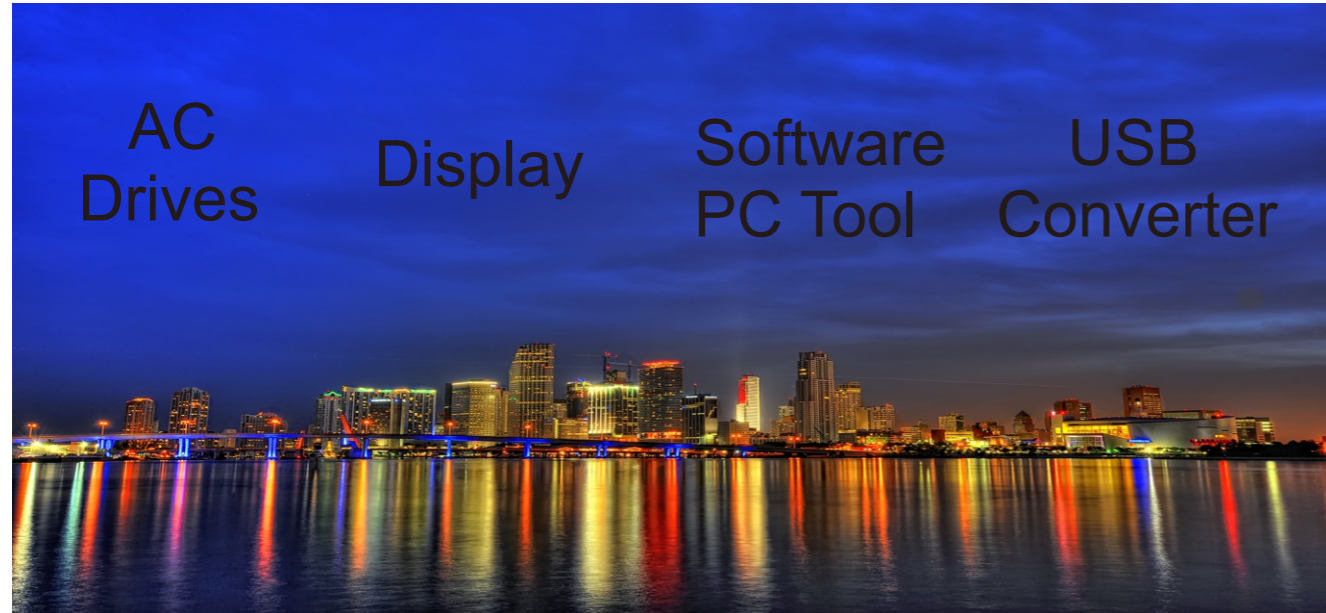 AC
Drives
Display
Software
PC Tool
USB
Converter